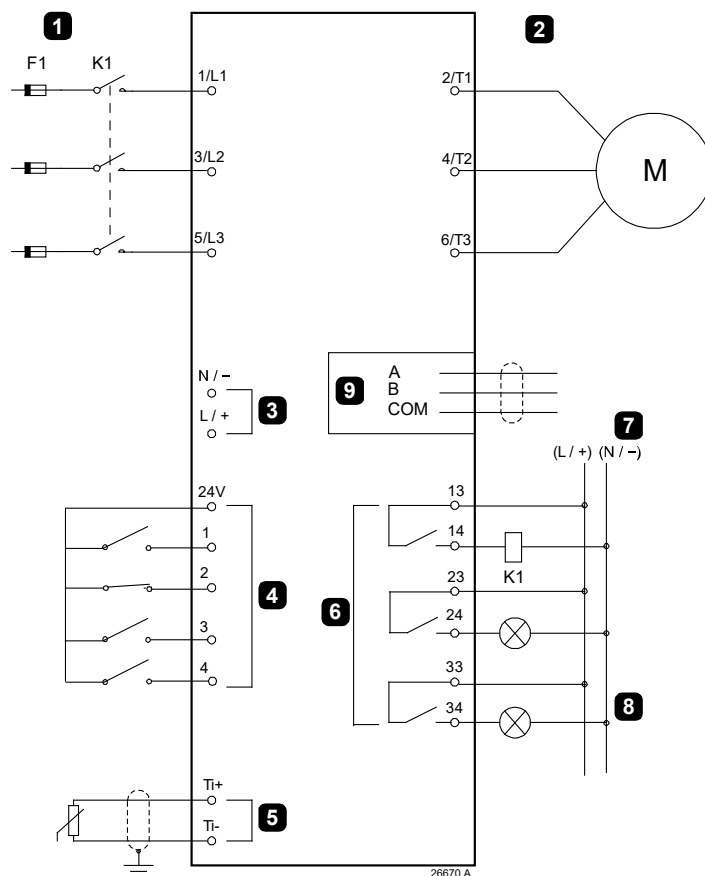 1
2
F1
K1
1/L1
2/T1
3/L2
4/T2
M
5/L3
6/T3
N / −
L / +
3
9
A
B
COM
7
(L / +) (N / −)
24V
1
2
3
4
4
13
14
K1
23
24
6
33
34
8
Ti+
Ti-
5
26670 A